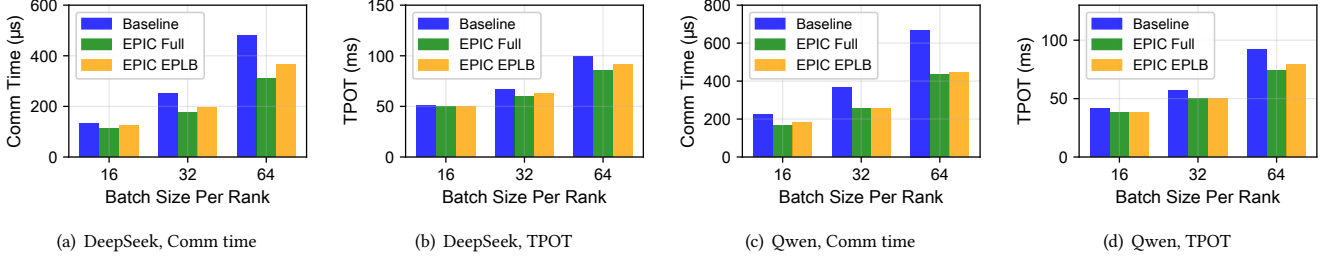 600
400
200
0
Comm Time (μs)
Baseline
EPIC Full
EPIC EPLB
16
32
64
Batch Size Per Rank
(a) DeepSeek, Comm time
150
100
50
0
TPOT (ms)
Baseline
EPIC Full
EPIC EPLB
16
32
64
Batch Size Per Rank
(b) DeepSeek, TPOT
800
600
400
200
0
Comm Time (μs)
Baseline
EPIC Full
EPIC EPLB
16
32
64
Batch Size Per Rank
(c) Qwen, Comm time
100
50
0
TPOT (ms)
Baseline
EPIC Full
EPIC EPLB
16
32
64
Batch Size Per Rank
(d) Qwen, TPOT